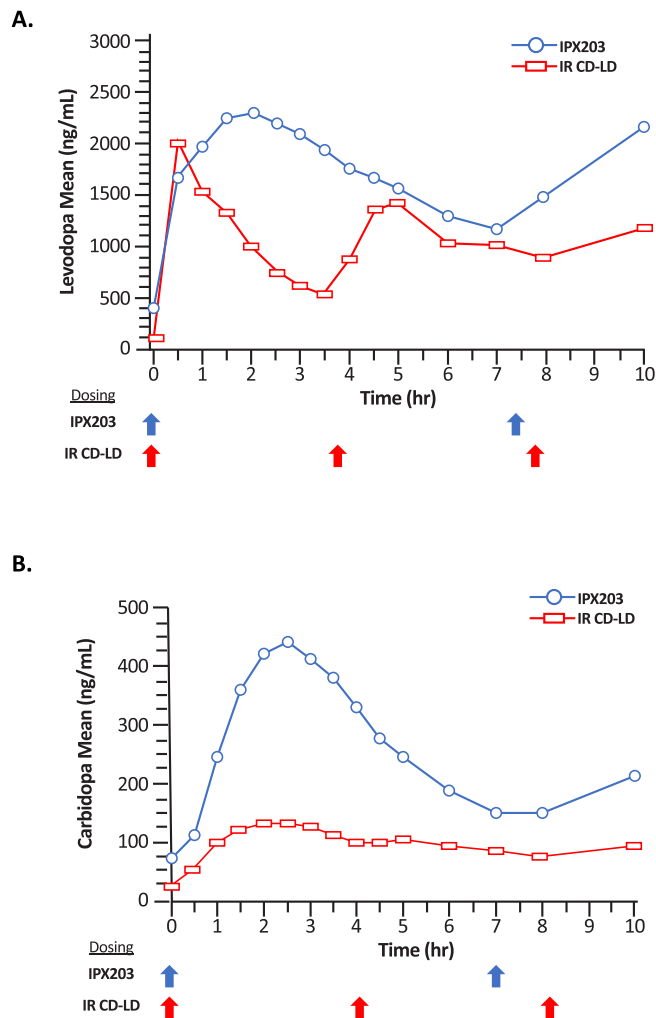 A.
3000
2500
2000
1500
1000
500
0
Levodopa Mean (ng/mL)
IPX203
IR CD-LD
0 1 2 3 4 5 6 7 8 9 10
Time (hr)
Dosing
IPX203
IR CD-LD
B.
500
400
300
200
100
0
Carbidopa Mean (ng/mL)
IPX203
IR CD-LD
0 1 2 3 4 5 6 7 8 9 10
Time (hr)
Dosing
IPX203
IR CD-LD